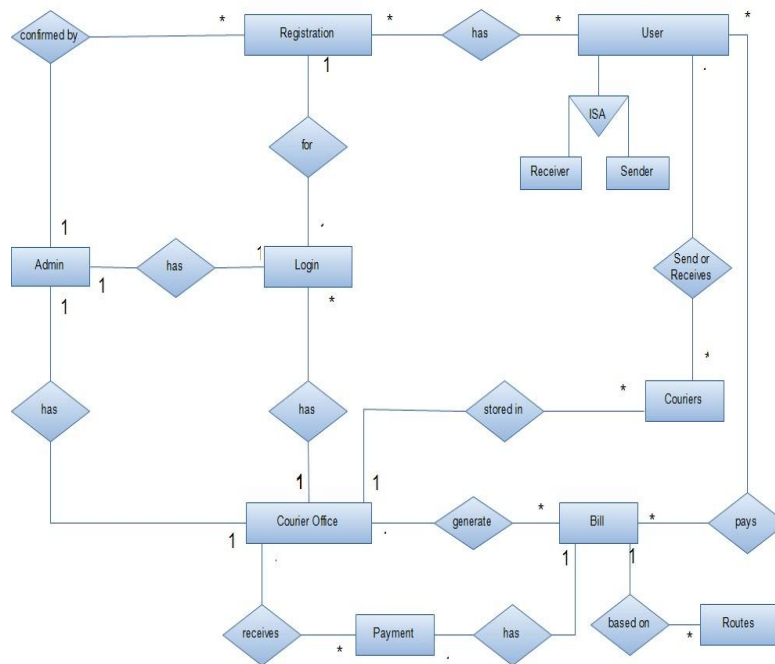 *
*
*
*
confirmed by
Registration
has
User
1
.
ISA
for
Receiver
Sender
1
.
1
Admin
has
Login
Send or
Receives
1
*
1
*
has
has
stored in
*
Couriers
1
1
Courier Office
generate
*
Bill
*
pays
1
.
1
1
.
receives
*
Payment
.
has
based on
*
Routes